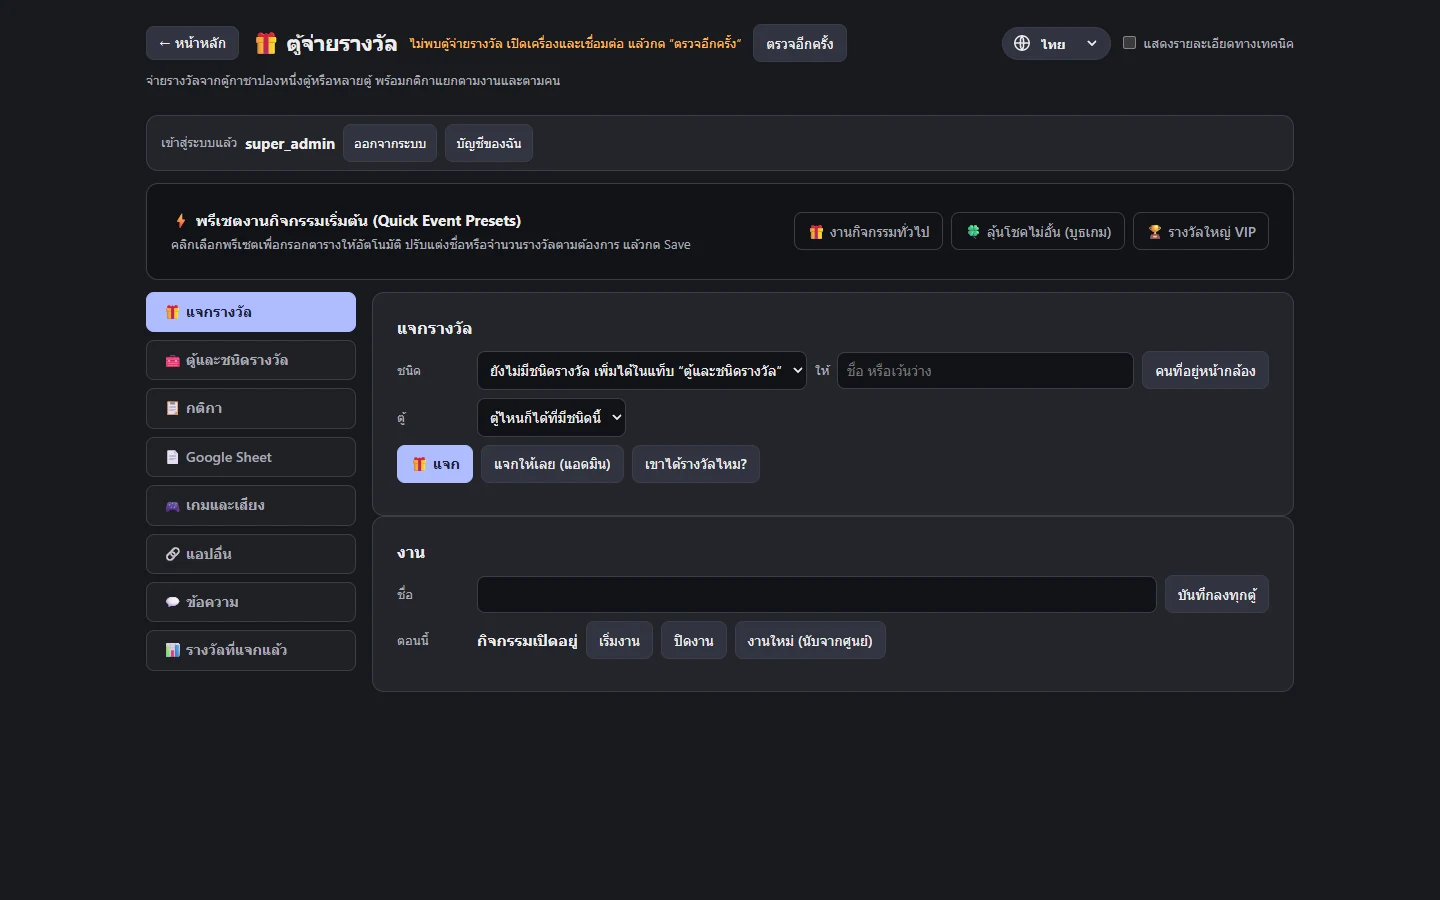 ← หน้าหลัก
🎁 ตู้จ่ายรางวัล
ไม่พบตู้จ่ายรางวัล เปิดเครื่องและเชื่อมต่อ แล้วกด “ตรวจอีกครั้ง”
ตรวจอีกครั้ง
ไทย
แสดงรายละเอียดทางเทคนิค
จ่ายรางวัลจากตู้กาชาปองหนึ่งตู้หรือหลายตู้ พร้อมกติกาแยกตามงานและตามคน
เข้าสู่ระบบแล้ว super_admin
ออกจากระบบ
บัญชีของฉัน
⚡ พรีเซตงานกิจกรรมเริ่มต้น (Quick Event Presets)
คลิกเลือกพรีเซตเพื่อกรอกตารางให้อัตโนมัติ ปรับแต่งชื่อหรือจำนวนรางวัลตามต้องการ แล้วกด Save
🎁 งานกิจกรรมทั่วไป
🍀 ลุ้นโชคไม่อั้น (บูธเกม)
🏆 รางวัลใหญ่ VIP
🎁 แจกรางวัล
🧰 ตู้และชนิดรางวัล
📋 กติกา
📄 Google Sheet
🎮 เกมและเสียง
🔗 แอปอื่น
💬 ข้อความ
📊 รางวัลที่แจกแล้ว
แจกรางวัล
ชนิด
ยังไม่มีชนิดรางวัล เพิ่มได้ในแท็บ “ตู้และชนิดรางวัล”
ให้
ชื่อ หรือเว้นว่าง
คนที่อยู่หน้ากล้อง
ตู้
ตู้ไหนก็ได้ที่มีชนิดนี้
🎁 แจก
แจกให้เลย (แอดมิน)
เขาได้รางวัลไหม?
งาน
ชื่อ
บันทึกลงทุกตู้
ตอนนี้
กิจกรรมเปิดอยู่
เริ่มงาน
ปิดงาน
งานใหม่ (นับจากศูนย์)